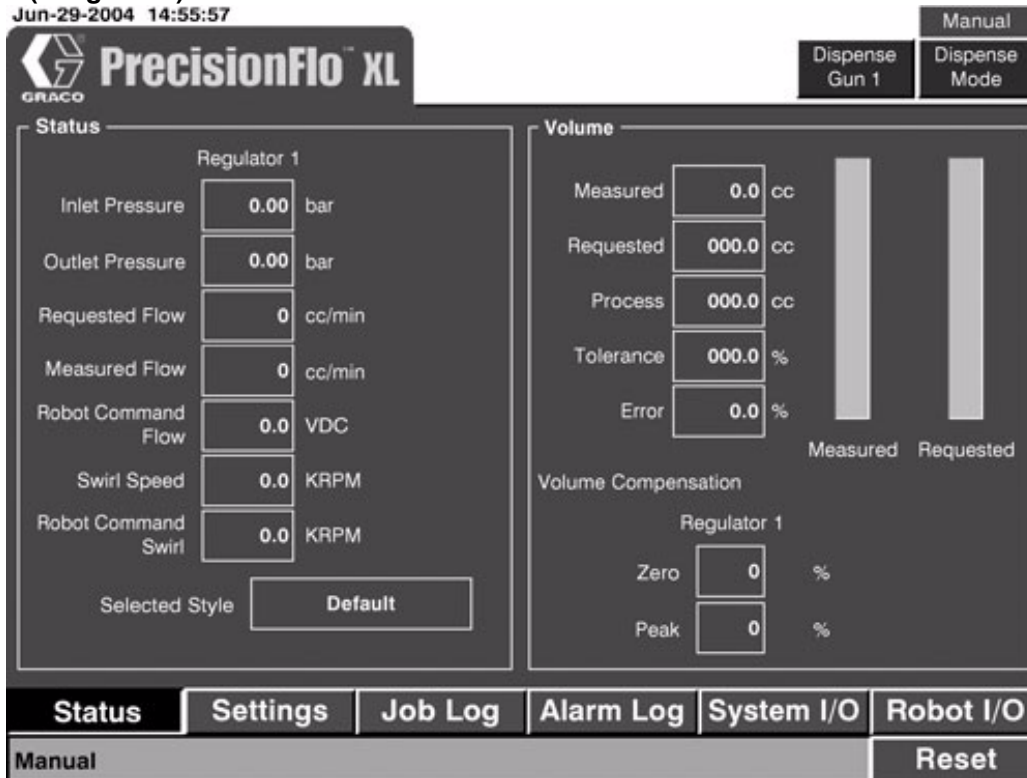 Jun-29-2004 14:55:57
GRACO
PrecisionFlo™ XL
Dispense
Gun 1
Manual
Dispense
Mode
Status
Regulator 1
Inlet Pressure 0.00 bar
Outlet Pressure 0.00 bar
Requested Flow 0 cc/min
Measured Flow 0 cc/min
Robot Command
Flow 0.0 VDC
Swirl Speed 0.0 KRPM
Robot Command
Swirl 0.0 KRPM
Selected Style Default
Volume
Measured 0.0 cc
Requested 000.0 cc
Process 000.0 cc
Tolerance 000.0 %
Error 0.0 %
Measured Requested
Volume Compensation
Regulator 1
Zero 0 %
Peak 0 %
Status Settings Job Log Alarm Log System I/O Robot I/O
Manual Reset